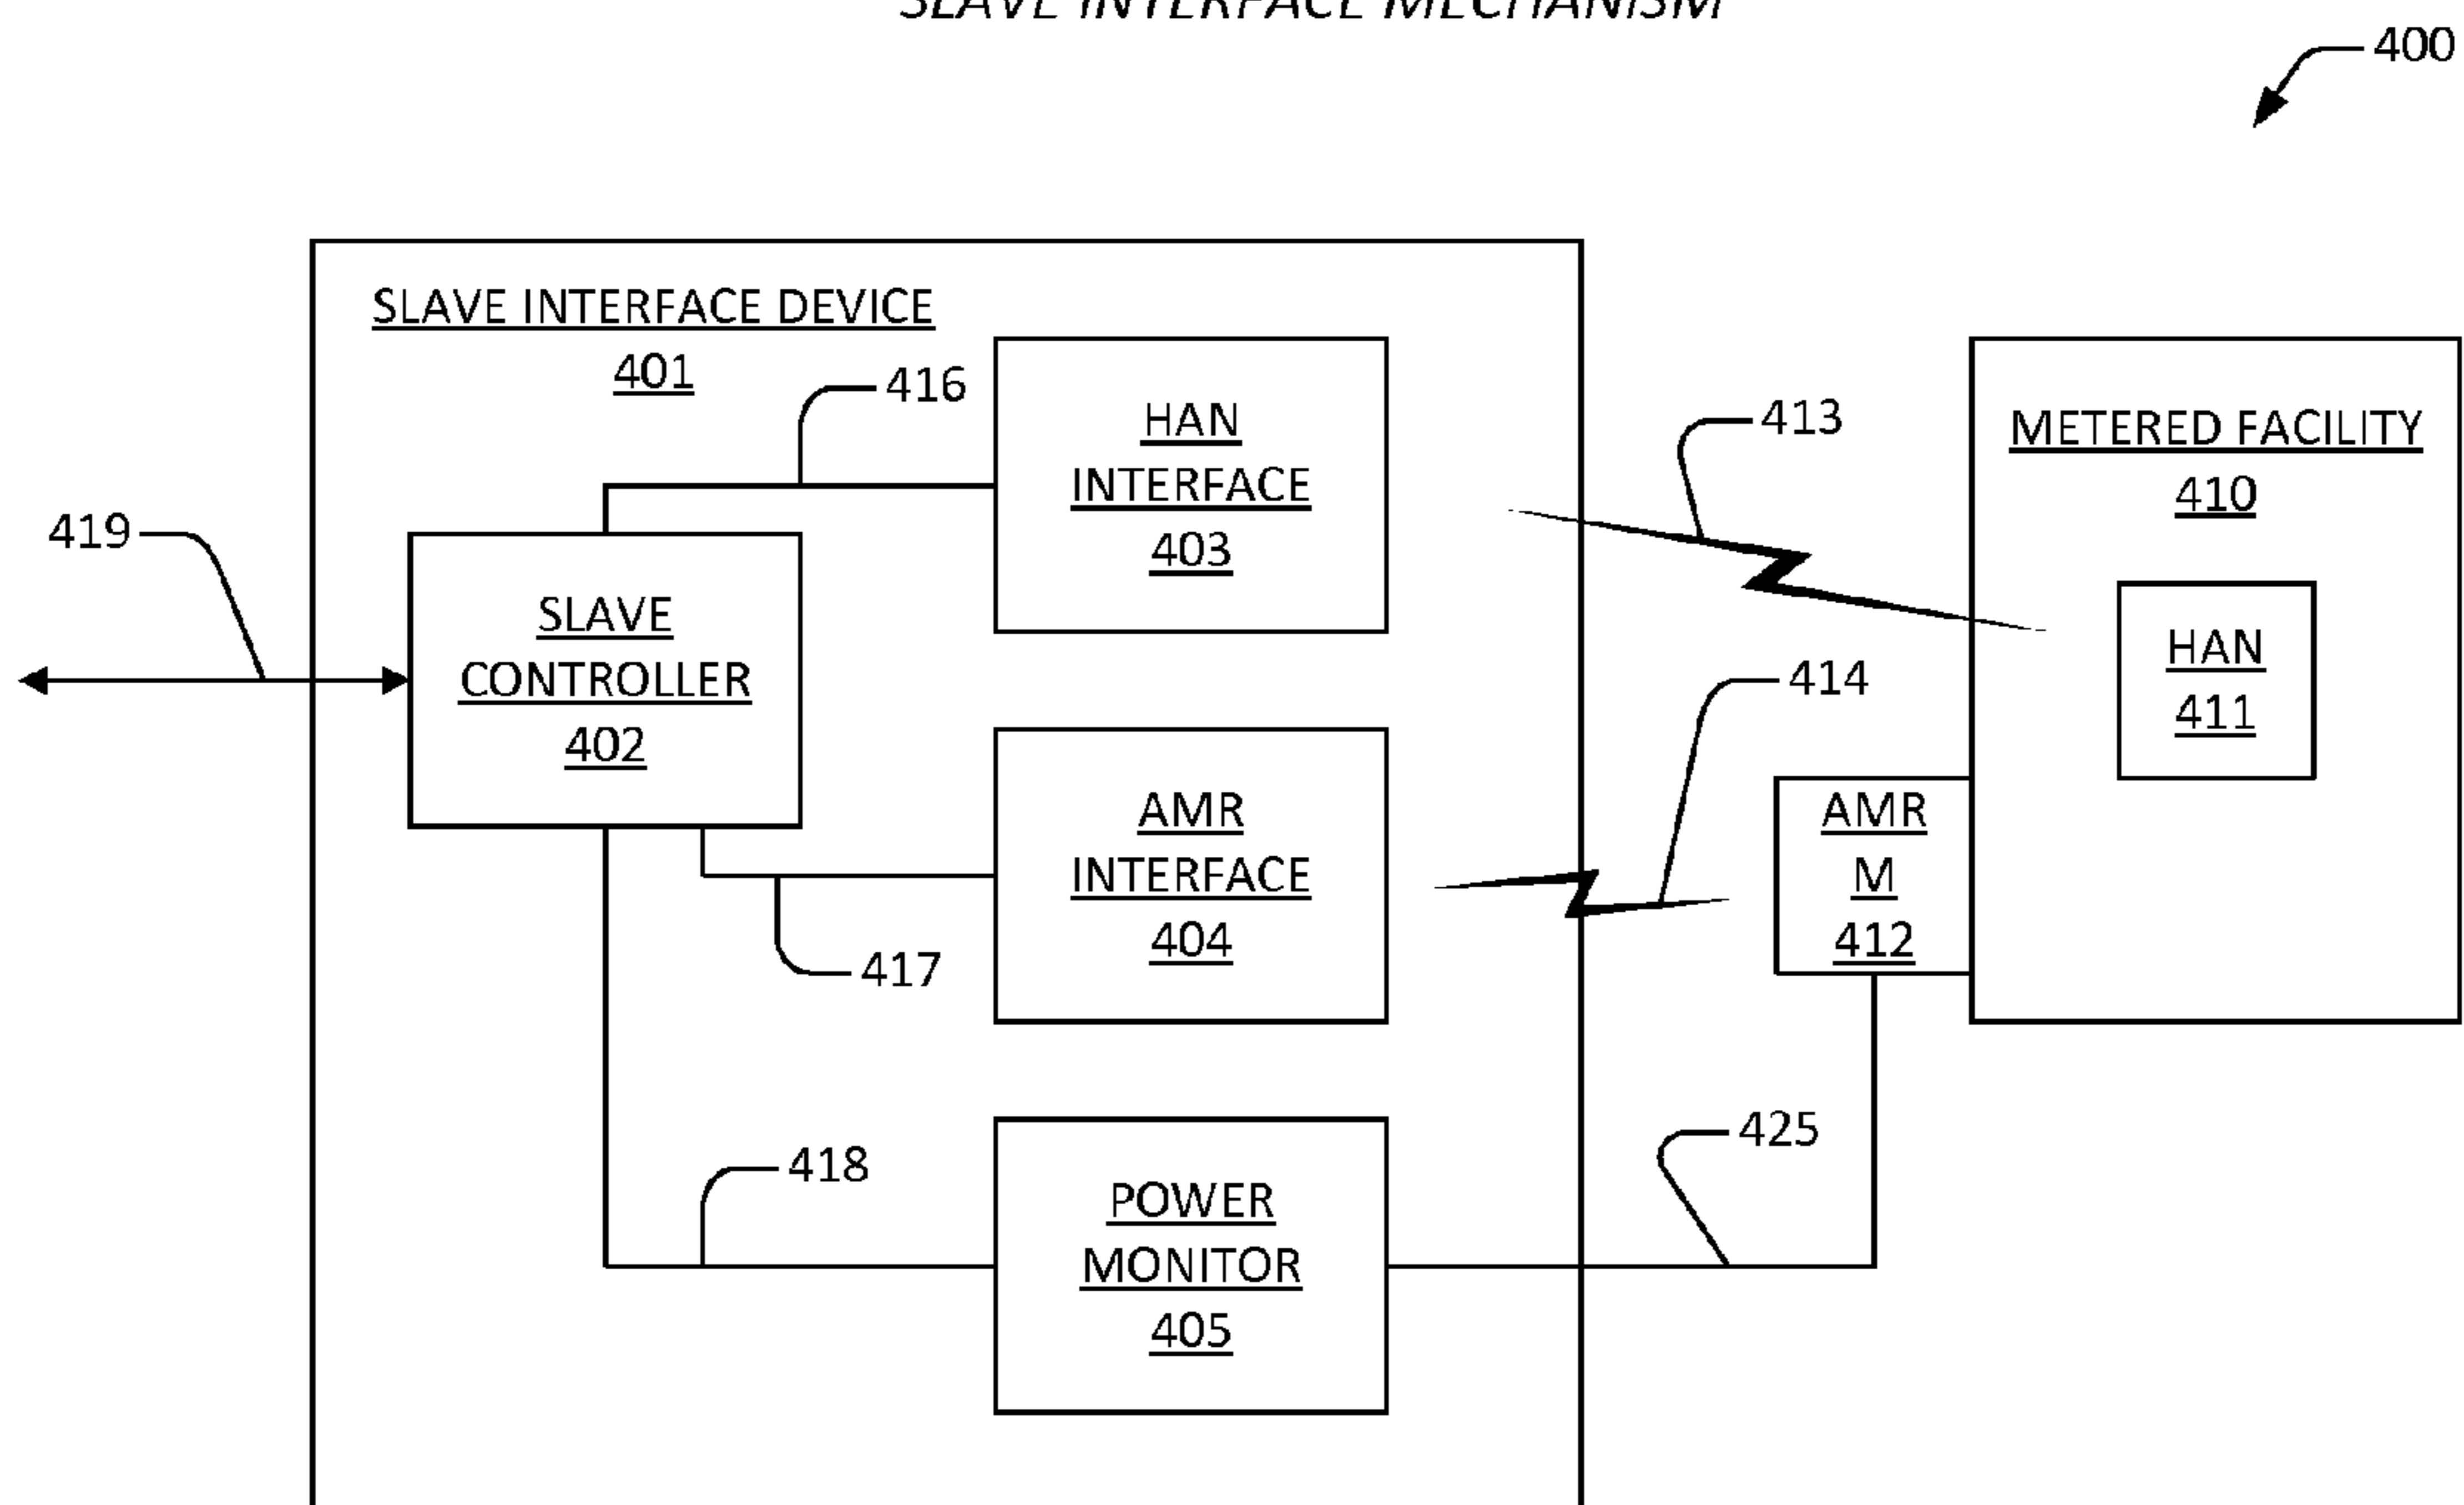 SLAVE INTERFACE MECHANISM
400
SLAVE INTERFACE DEVICE
401
416
HAN
INTERFACE
403
413
METERED FACILITY
410
419
SLAVE
CONTROLLER
402
HAN
411
414
AMR
INTERFACE
404
AMR
M
412
417
425
418
POWER
MONITOR
405